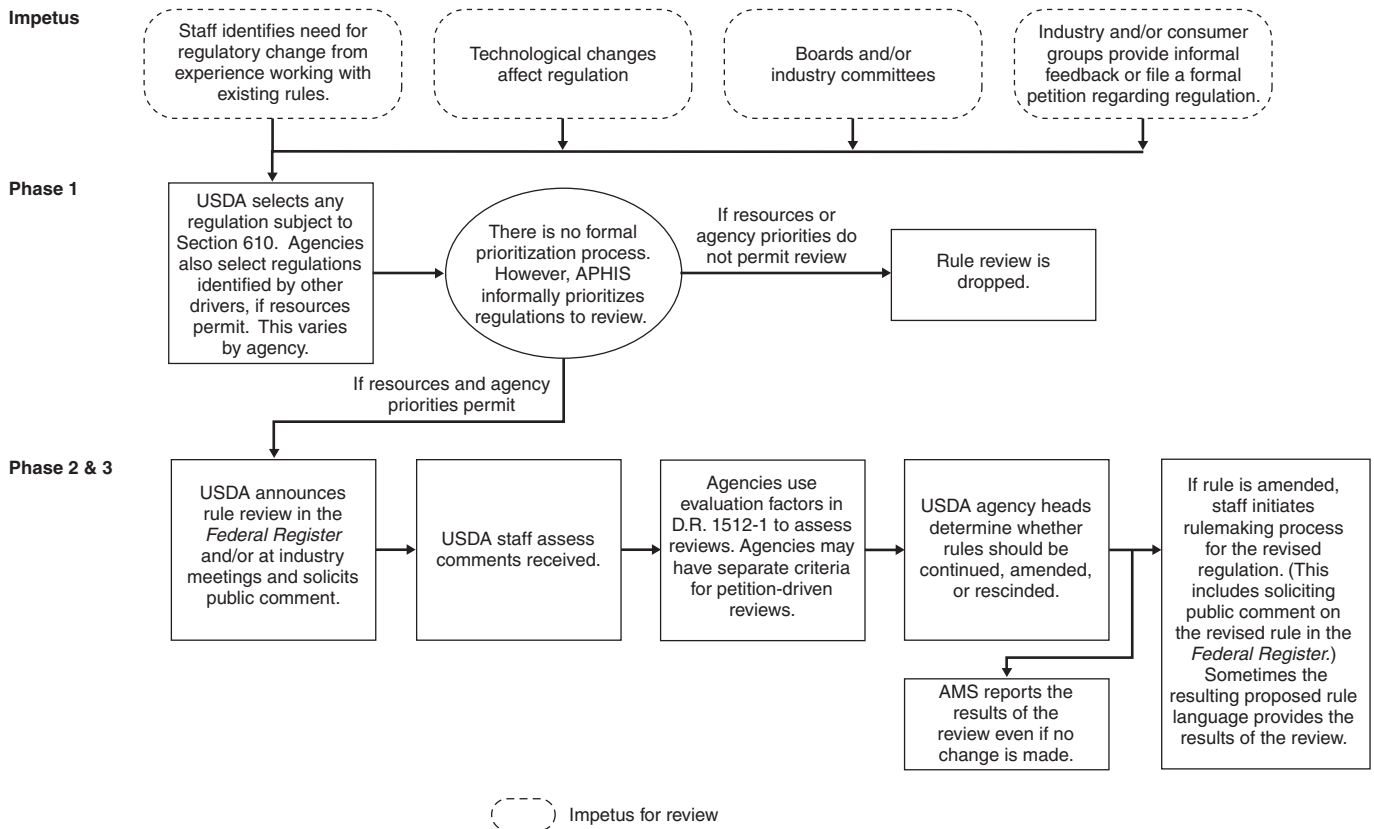 Impetus
Staff identifies need for
regulatory change from
experience working with
existing rules.
Technological changes
affect regulation
Boards and/or
industry committees
Industry and/or consumer
groups provide informal
feedback or file a formal
petition regarding regulation.
Phase 1
USDA selects any
regulation subject to
Section 610.  Agencies
also select regulations
identified by other
drivers, if resources
permit.  This varies
by agency.
There is no formal
prioritization process.
However, APHIS
informally prioritizes
regulations to review.
If resources or
agency priorities do
not permit review
Rule review is
dropped.
If resources and agency
priorities permit
Phase 2 & 3
USDA announces
rule review in the
Federal Register
and/or at industry
meetings and solicits
public comment.
USDA staff assess
comments received.
Agencies use
evaluation factors in
D.R. 1512-1 to assess
reviews. Agencies may
have separate criteria
for petition-driven
reviews.
USDA agency heads
determine whether
rules should be
continued, amended,
or rescinded.
If rule is amended,
staff initiates
rulemaking process
for the revised
regulation. (This
includes soliciting
public comment on
the revised rule in the
Federal Register.)
Sometimes the
resulting proposed rule
language provides the
results of the review.
AMS reports the
results of the
review even if no
change is made.
Impetus for review